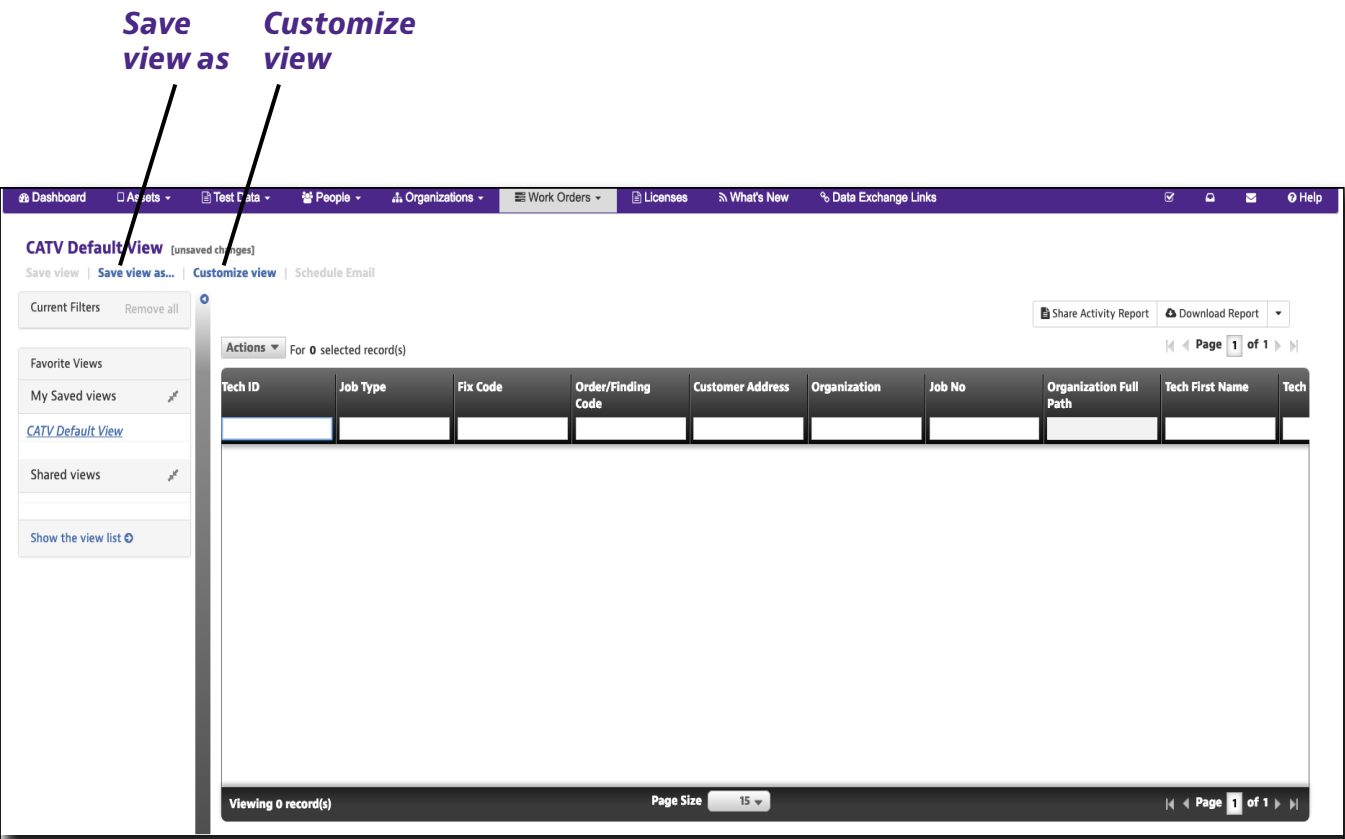 Save Customize
view as view
Dashboard Assets Test Data People Organizations Work Orders Licenses What's New Data Exchange Links Help
CATV Default View [unsaved changes]
Save view | Save view as... | Customize view | Schedule Email
Current Filters Remove all
Share Activity Report Download Report
Actions For 0 selected record(s) Page 1 of 1
Favorite Views
My Saved views
CATV Default View
Shared views
Show the view list
Tech ID Job Type Fix Code Order/Finding Customer Address Organization Job No Organization Full Tech First Name Tech
Code Path
Viewing 0 record(s) Page Size 15 Page 1 of 1